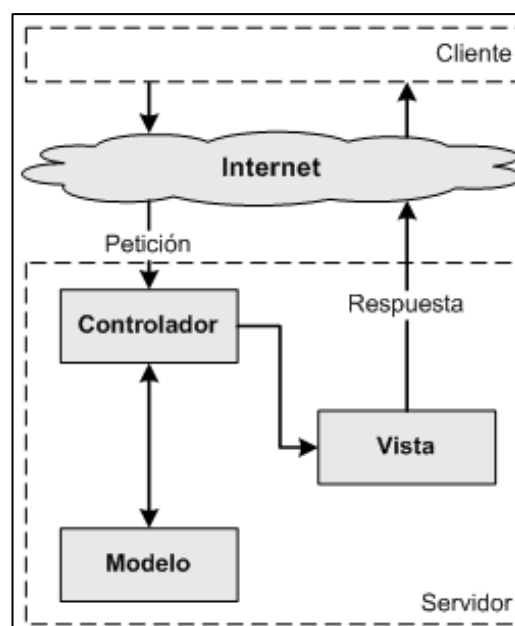 Cliente
Internet
Petición
Controlador
Respuesta
Vista
Modelo
Servidor